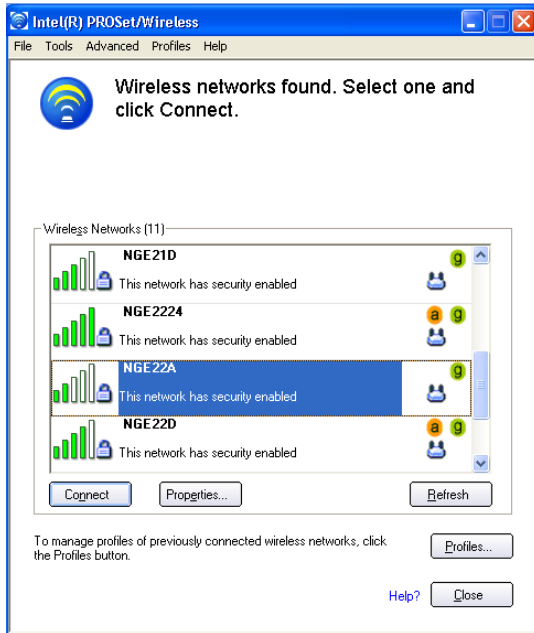 Intel(R) PROSet/Wireless
File Tools Advanced Profiles Help
Wireless networks found. Select one and
click Connect.
Wireless Networks (11)
NGE21D
g
This network has security enabled
NGE2224
a g
This network has security enabled
NGE22A
g
This network has security enabled
NGE22D
a g
This network has security enabled
Connect Properties... Refresh
To manage profiles of previously connected wireless networks, click
the Profiles button.
Profiles...
Help? Close